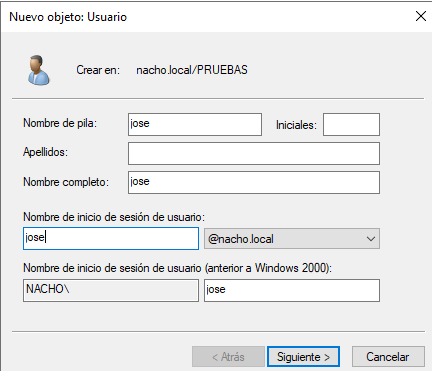 Nuevo objeto: Usuario
Crear en: nacho.local/PRUEBAS
Nombre de pila: jose Iniciales:
Apellidos:
Nombre completo: jose
Nombre de inicio de sesión de usuario:
jose @nacho.local
Nombre de inicio de sesión de usuario (anterior a Windows 2000):
NACHO\ jose
< Atrás Siguiente > Cancelar